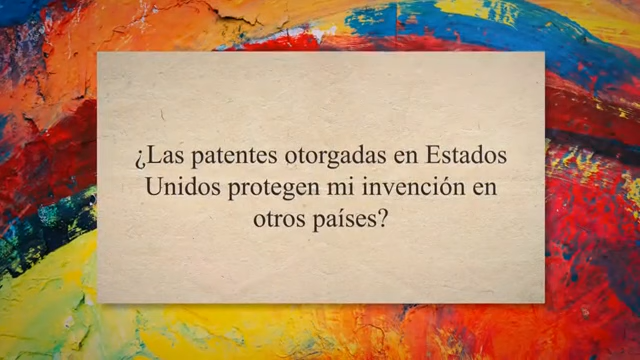 ¿Las patentes otorgadas en Estados
Unidos protegen mi invención en
otros países?